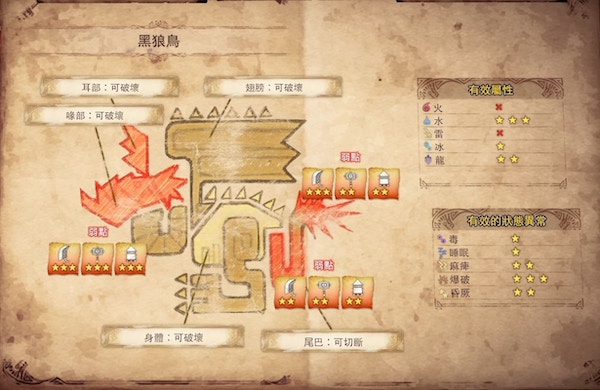 黑狼鳥
耳部：可破壞
翅膀：可破壞
喙部：可破壞
弱點
弱點
弱點
身體：可破壞
尾巴：可切斷
有效屬性
火
水
雷
冰
龍
有效的狀態異常
毒
睡眠
麻痺
爆破
昏厥